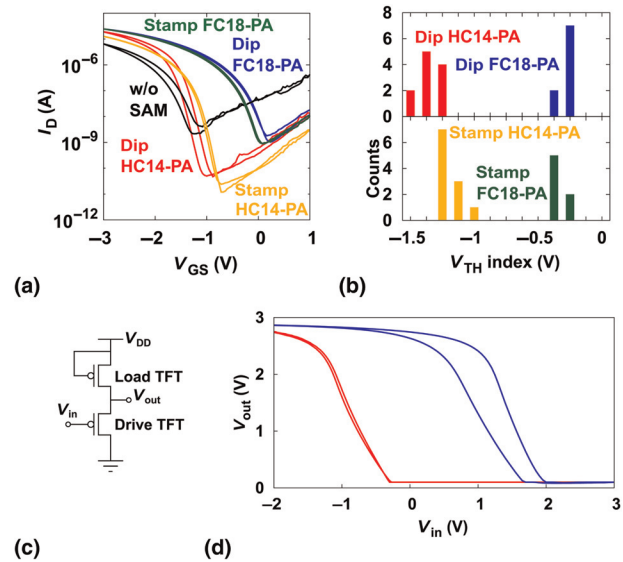 Stamp FC18-PA
Dip
FC18-PA
w/o
SAM
Dip
HC14-PA
Stamp
HC14-PA
10⁻⁶
10⁻⁹
10⁻¹²
I_D (A)
−3 −2 −1 0 1
V_GS (V)
(a)
Dip HC14-PA
Dip FC18-PA
8
6
4
2
0
Stamp HC14-PA
Stamp
FC18-PA
8
6
4
2
0
Counts
−1.5 −1.0 −0.5 0
V_TH index (V)
(b)
V_DD
Load TFT
V_out
V_in
Drive TFT
(c)
3
2
1
0
V_out (V)
−2 −1 0 1 2 3
V_in (V)
(d)